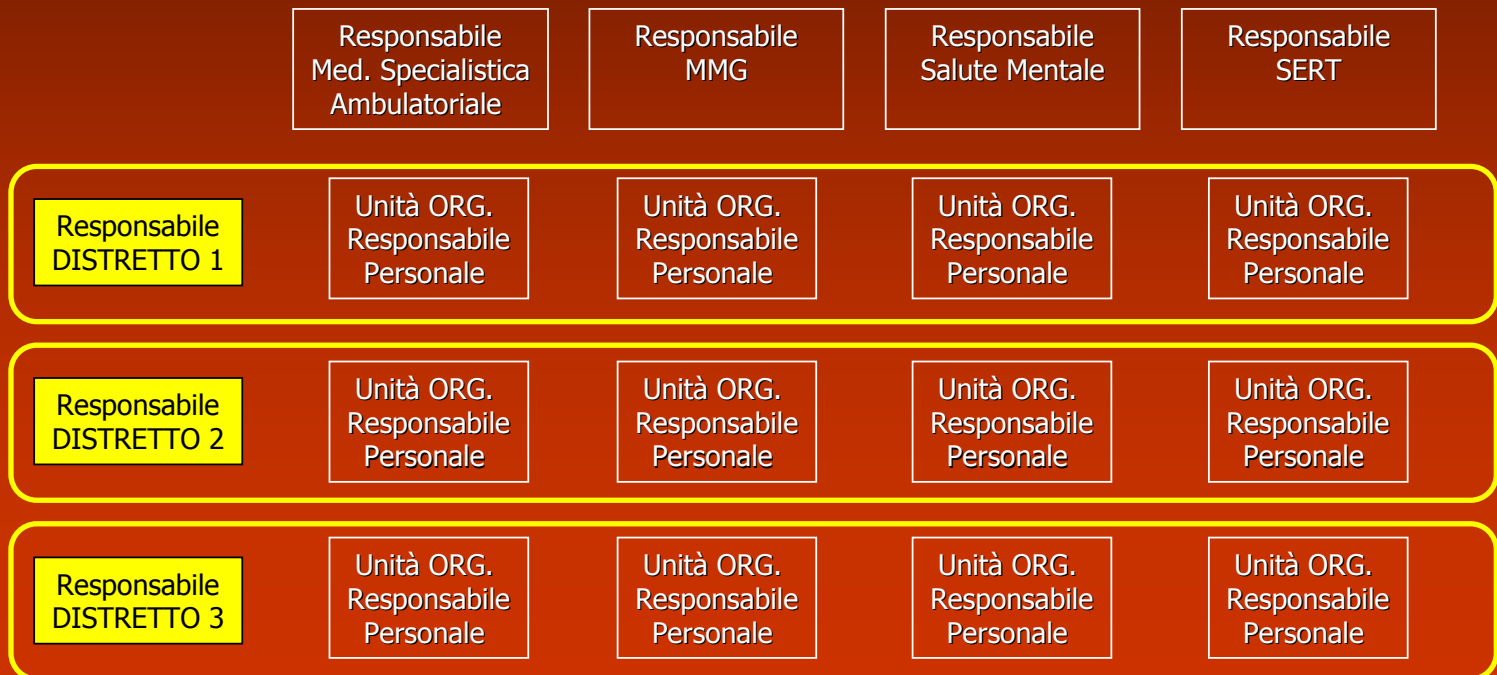 Responsabile
Med. Specialistica
Ambulatoriale
Responsabile
MMG
Responsabile
Salute Mentale
Responsabile
SERT
Responsabile
DISTRETTO 1
Unità ORG.
Responsabile
Personale
Unità ORG.
Responsabile
Personale
Unità ORG.
Responsabile
Personale
Unità ORG.
Responsabile
Personale
Responsabile
DISTRETTO 2
Unità ORG.
Responsabile
Personale
Unità ORG.
Responsabile
Personale
Unità ORG.
Responsabile
Personale
Unità ORG.
Responsabile
Personale
Responsabile
DISTRETTO 3
Unità ORG.
Responsabile
Personale
Unità ORG.
Responsabile
Personale
Unità ORG.
Responsabile
Personale
Unità ORG.
Responsabile
Personale